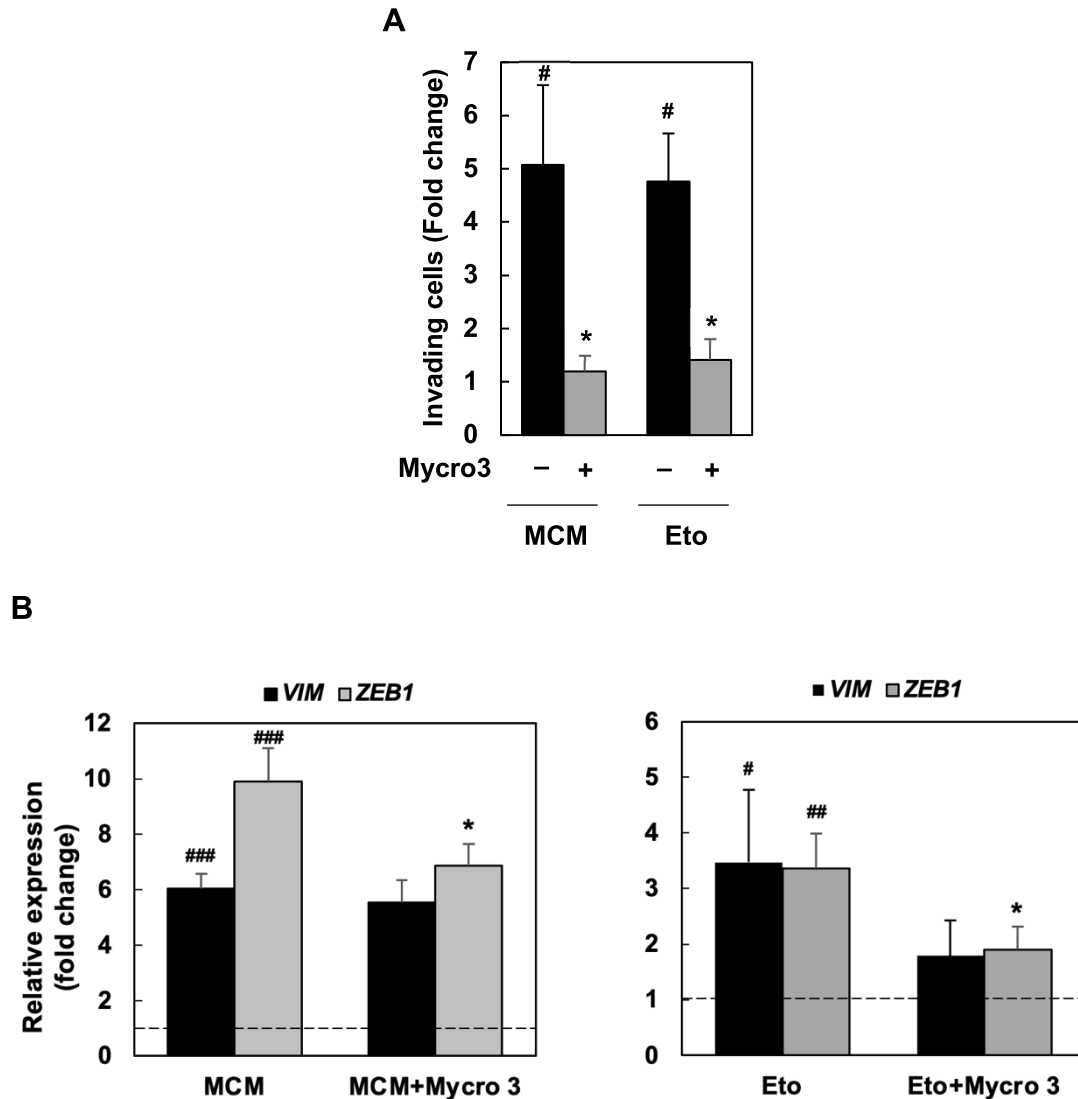 A
Invading cells (Fold change)
7
6
5
4
3
2
1
0
#
#
*
*
Mycro3 – + – +
MCM Eto
B
VIM ZEB1
Relative expression
(fold change)
12
10
8
6
4
2
0
###
###
*
MCM MCM+Mycro 3
VIM ZEB1
6
5
4
3
2
1
0
#
##
*
Eto Eto+Mycro 3